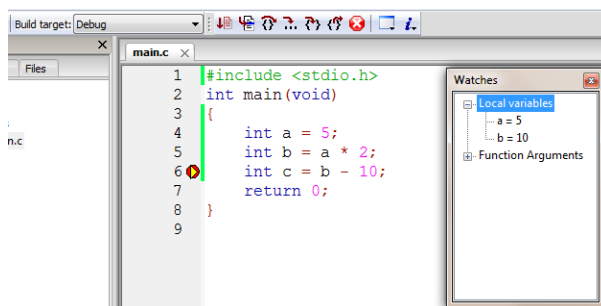 Build target: Debug
main.c
Files
n.c
1 #include <stdio.h>
2 int main(void)
3 {
4     int a = 5;
5     int b = a * 2;
6     int c = b - 10;
7     return 0;
8 }
9
Watches
Local variables
a = 5
b = 10
Function Arguments